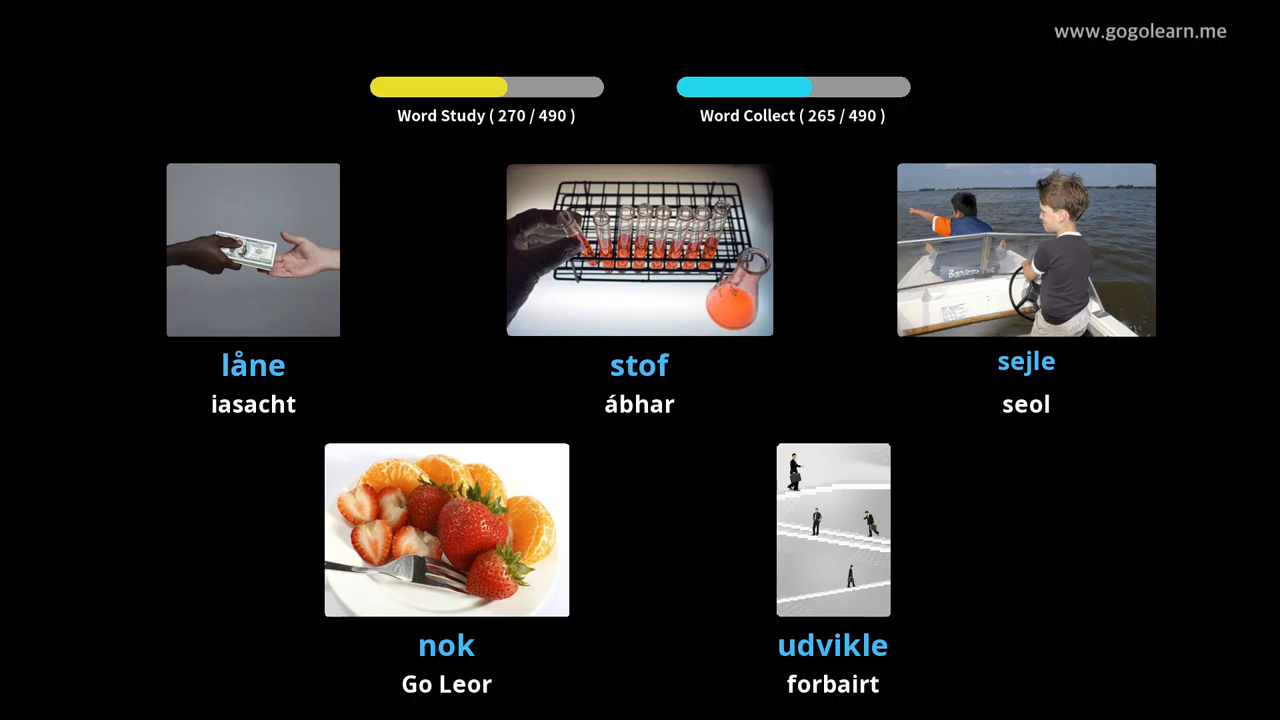 www.gogolearn.me
Word Study ( 270 / 490 )
Word Collect ( 265 / 490 )
låne
iasacht
stof
ábhar
sejle
seol
nok
Go Leor
udvikle
forbairt